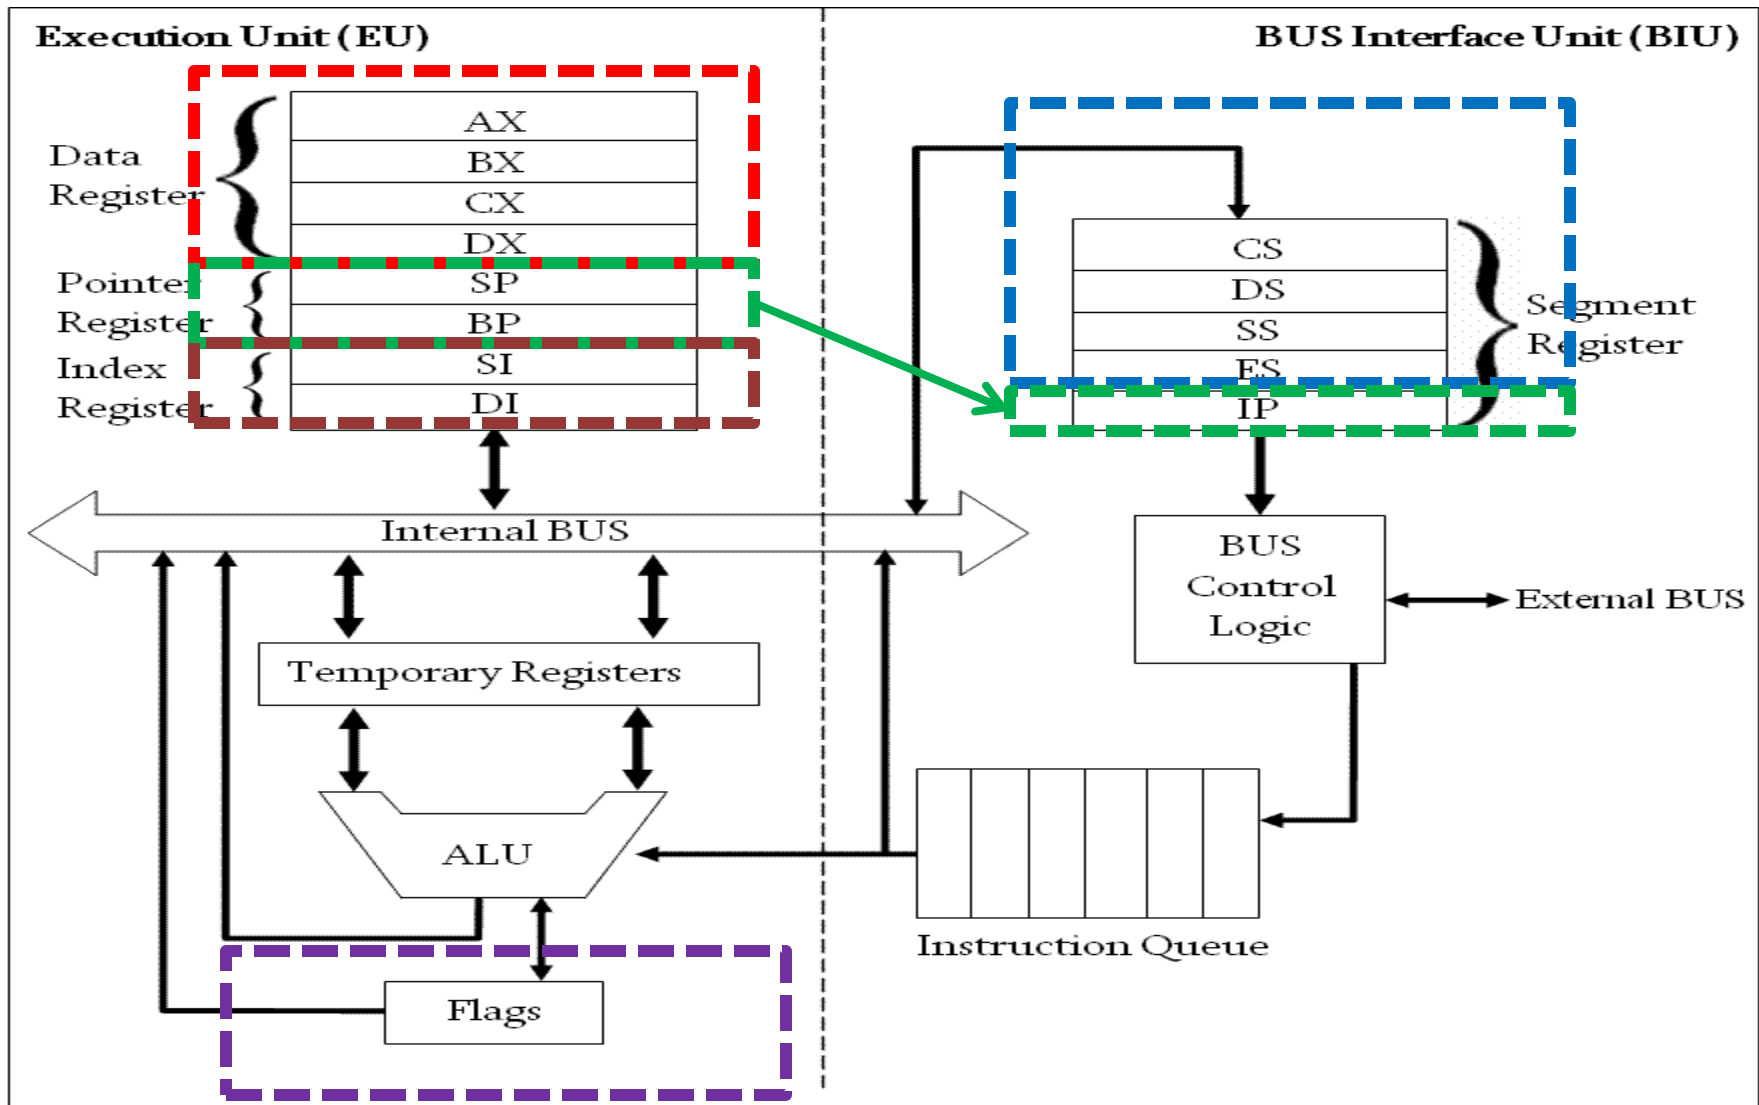 Execution Unit (EU)
BUS Interface Unit (BIU)
Data
Register
AX
BX
CX
DX
Pointer
Register
SP
BP
Index
Register
SI
DI
CS
DS
SS
ES
IP
Segment
Register
Internal BUS
BUS
Control
Logic
External BUS
Temporary Registers
ALU
Instruction Queue
Flags